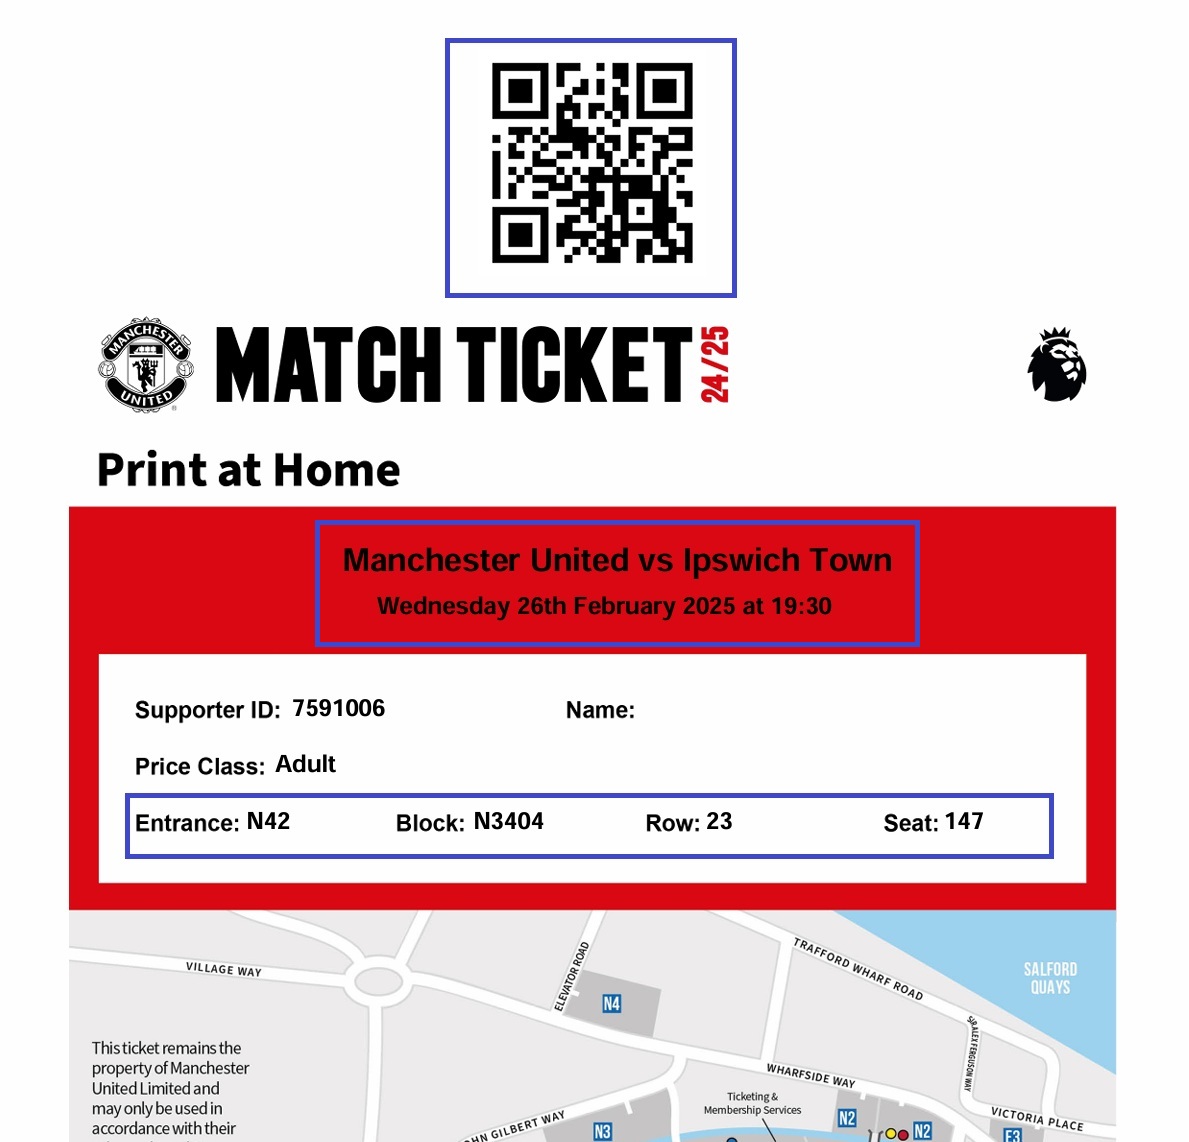 MANCHESTER
UNITED
®
MATCH TICKET 24/25
Print at Home
Manchester United vs Ipswich Town
Wednesday 26th February 2025 at 19:30
Supporter ID: 7591006 Name:
Price Class: Adult
Entrance: N42 Block: N3404 Row: 23 Seat: 147
VILLAGE WAY
ELEVATOR ROAD
N4
TRAFFORD WHARF ROAD
SALFORD
QUAYS
SIR ALEX FERGUSON WAY
This ticket remains the
property of Manchester
United Limited and
may only be used in
accordance with their
WHARFSIDE WAY
Ticketing &
Membership Services
VICTORIA PLACE
HN GILBERT WAY
N3
N2
N2
E3